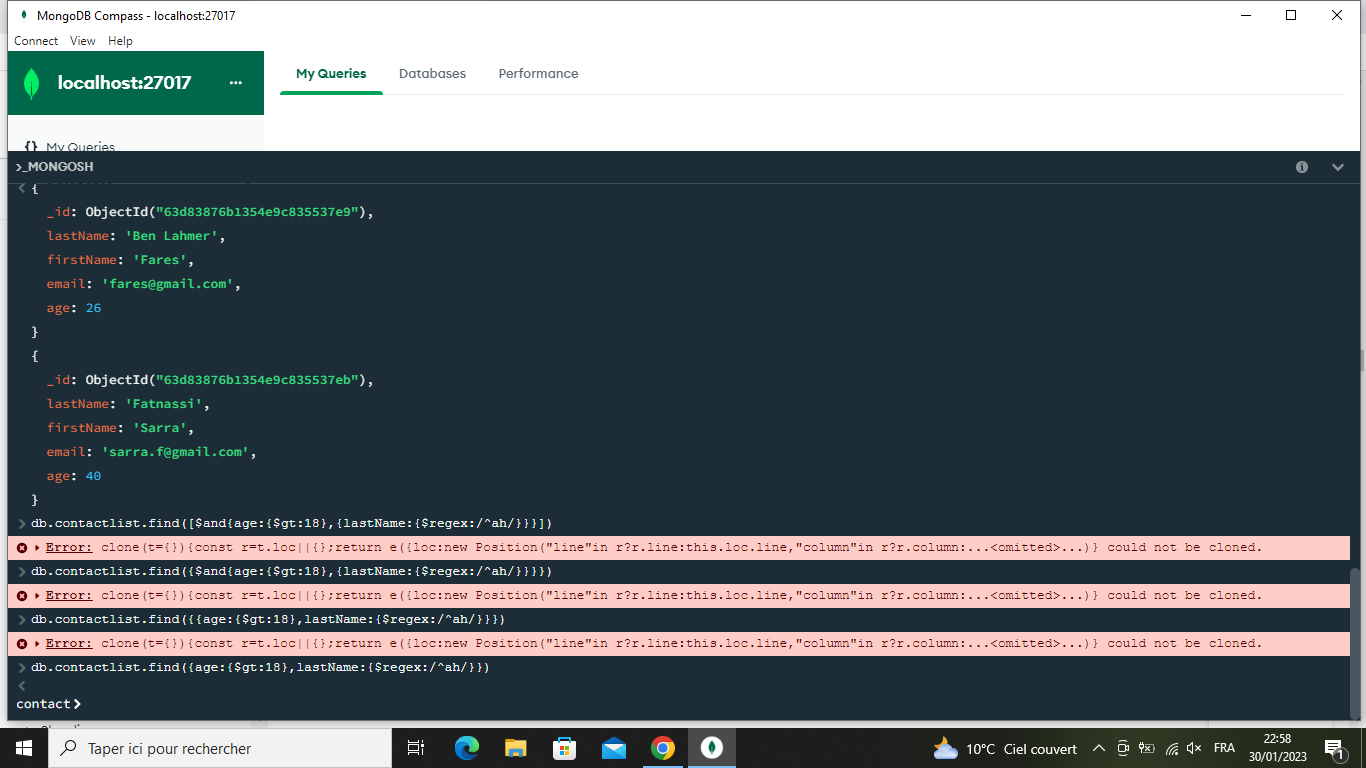 MongoDB Compass - localhost:27017
Connect View Help
localhost:27017 ...
My Queries Databases Performance
{} My Queries
>_MONGOSH
{
_id: ObjectId("63d83876b1354e9c835537e9"),
lastName: 'Ben Lahmer',
firstName: 'Fares',
email: 'fares@gmail.com',
age: 26
}
{
_id: ObjectId("63d83876b1354e9c835537eb"),
lastName: 'Fatnassi',
firstName: 'Sarra',
email: 'sarra.f@gmail.com',
age: 40
}
db.contactlist.find([$and{age:{$gt:18},{lastName:{$regex:/^ah/}}}])
Error: clone(t={}){const r=t.loc||{};return e({loc:new Position("line"in r?r.line:this.loc.line,"column"in r?r.column:...<omitted>...)} could not be cloned.
db.contactlist.find({$and{age:{$gt:18},{lastName:{$regex:/^ah/}}}})
Error: clone(t={}){const r=t.loc||{};return e({loc:new Position("line"in r?r.line:this.loc.line,"column"in r?r.column:...<omitted>...)} could not be cloned.
db.contactlist.find({{age:{$gt:18},lastName:{$regex:/^ah/}}})
Error: clone(t={}){const r=t.loc||{};return e({loc:new Position("line"in r?r.line:this.loc.line,"column"in r?r.column:...<omitted>...)} could not be cloned.
db.contactlist.find({age:{$gt:18},lastName:{$regex:/^ah/}})
contact>
Taper ici pour rechercher
10°C Ciel couvert
FRA
22:58
30/01/2023
1